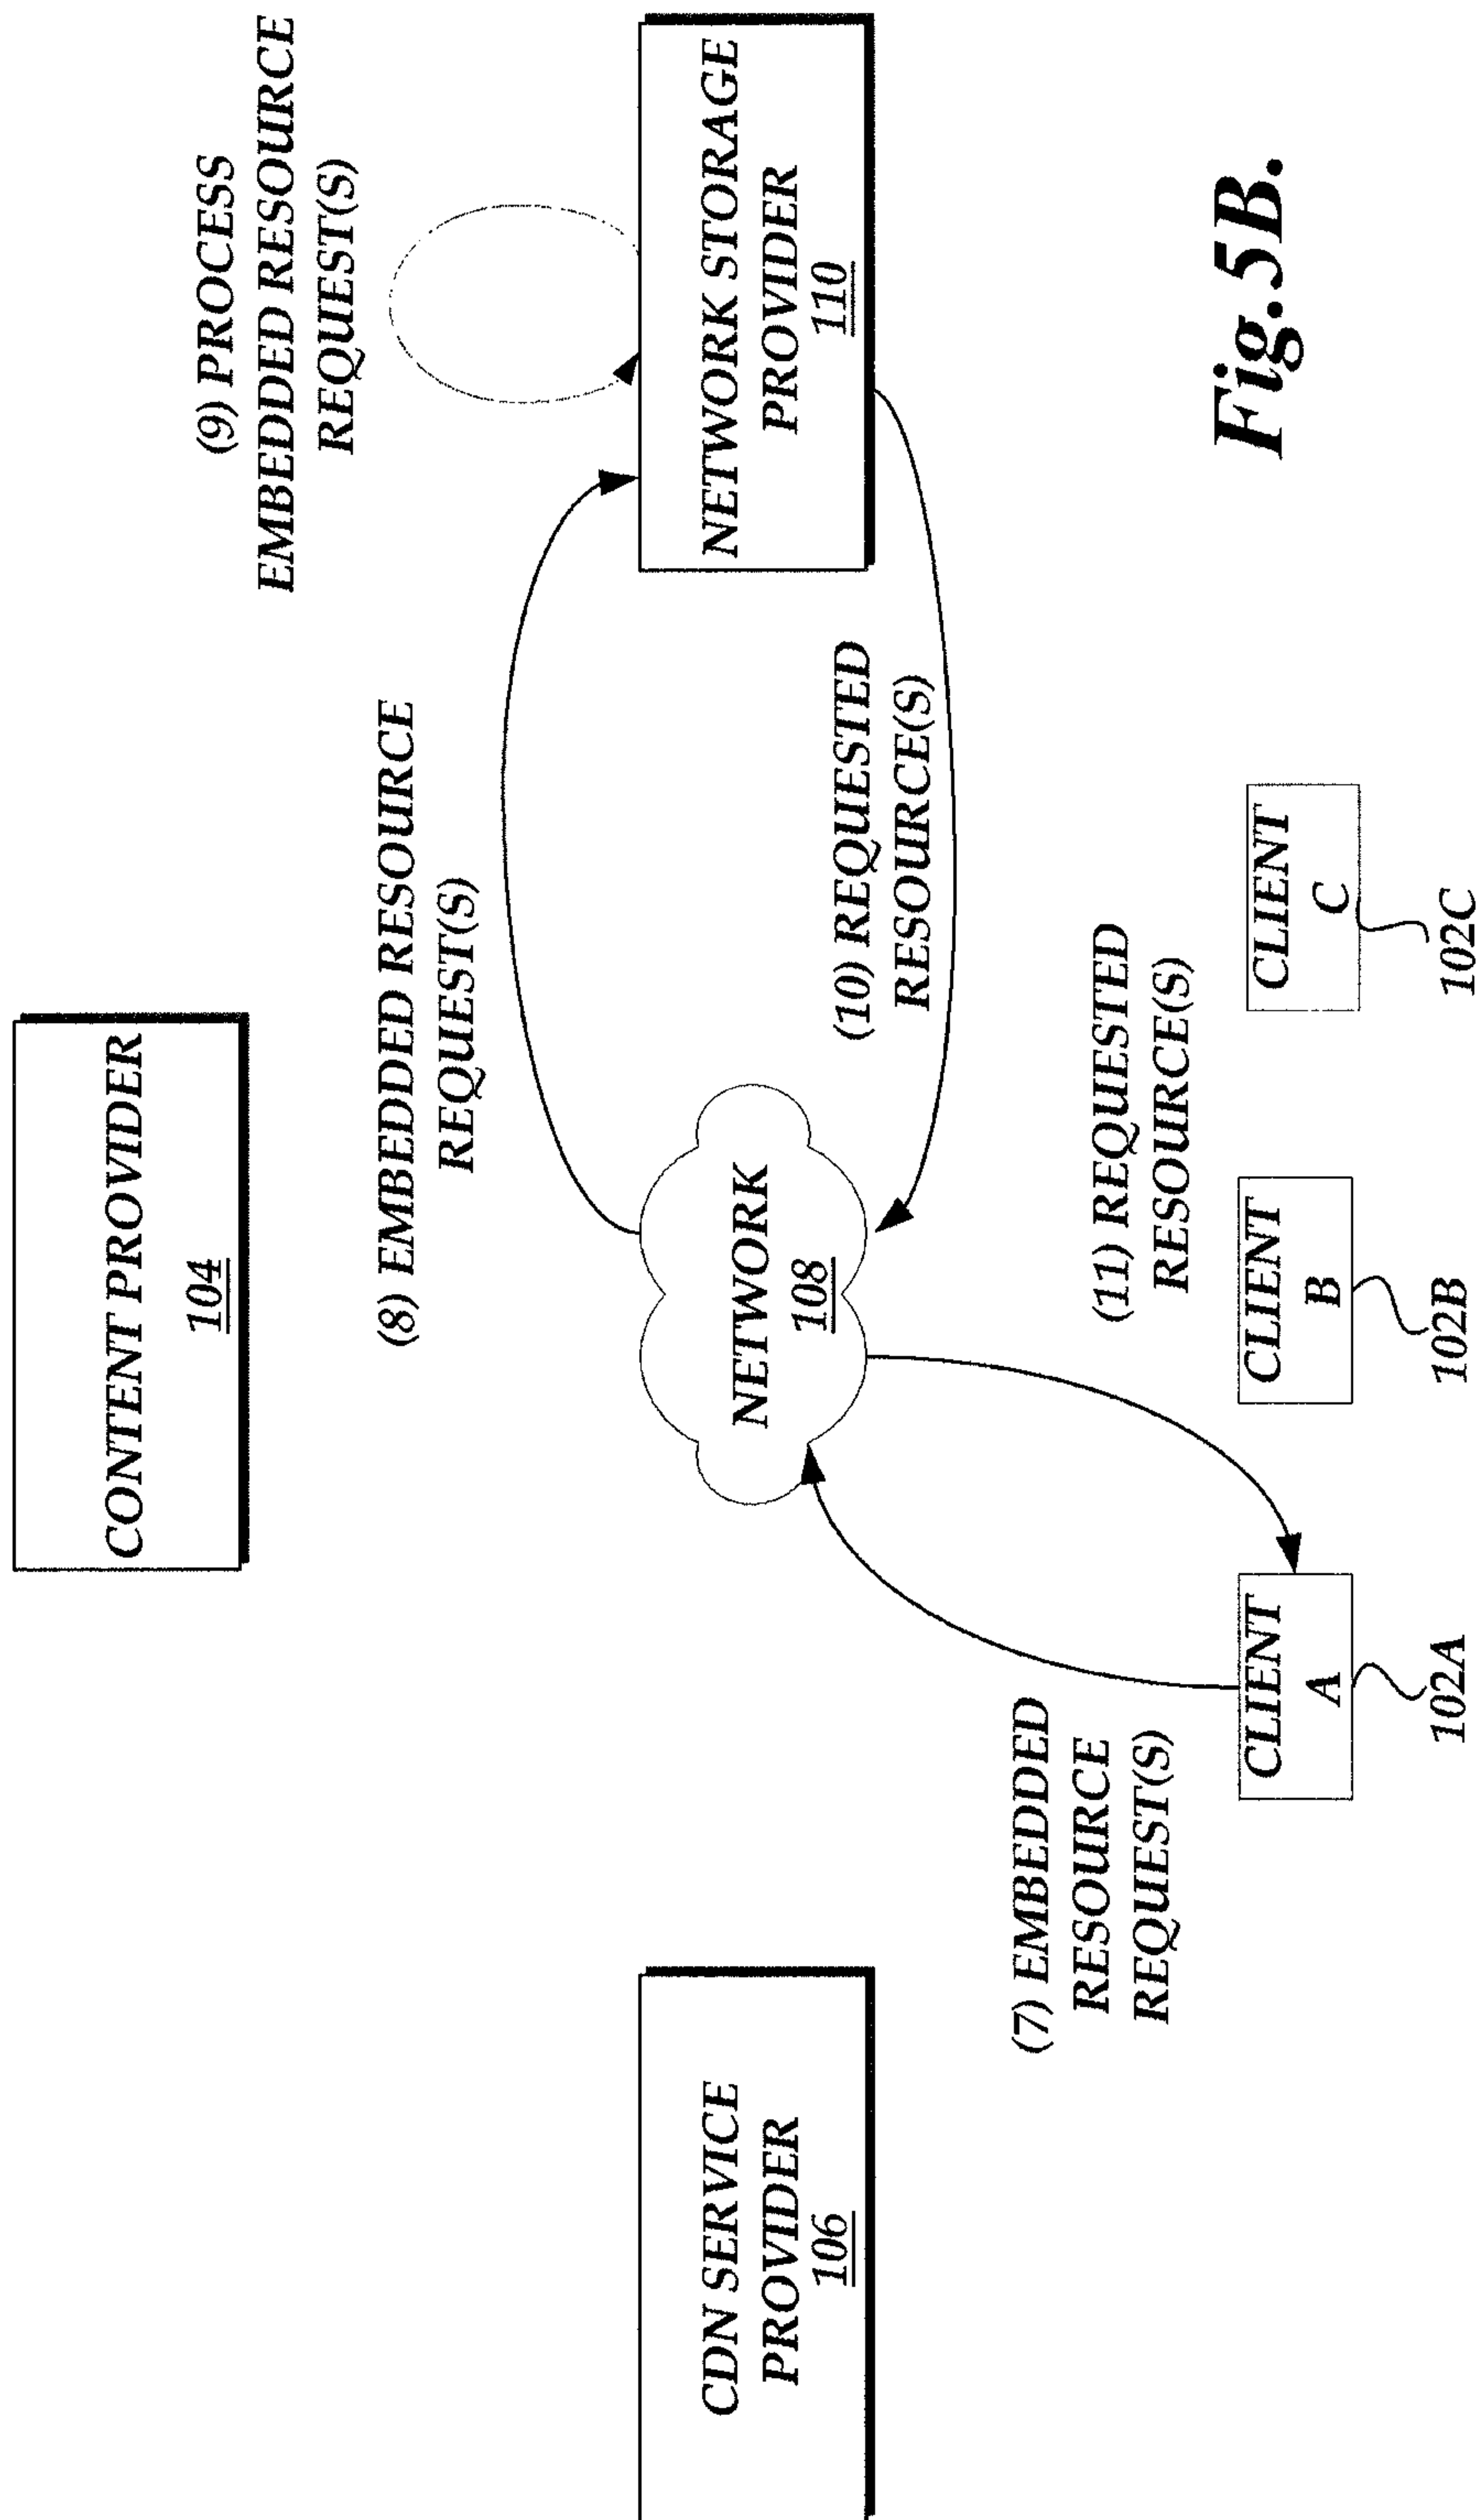 CONTENT PROVIDER
104
(9) PROCESS
EMBEDDED RESOURCE
REQUEST(S)
(8) EMBEDDED RESOURCE
REQUEST(S)
CDN SERVICE
PROVIDER
106
NETWORK
108
NETWORK STORAGE
PROVIDER
110
(10) REQUESTED
RESOURCE(S)
(7) EMBEDDED
RESOURCE
REQUEST(S)
(11) REQUESTED
RESOURCE(S)
CLIENT
A
102A
CLIENT
B
102B
CLIENT
C
102C
Fig.5B.